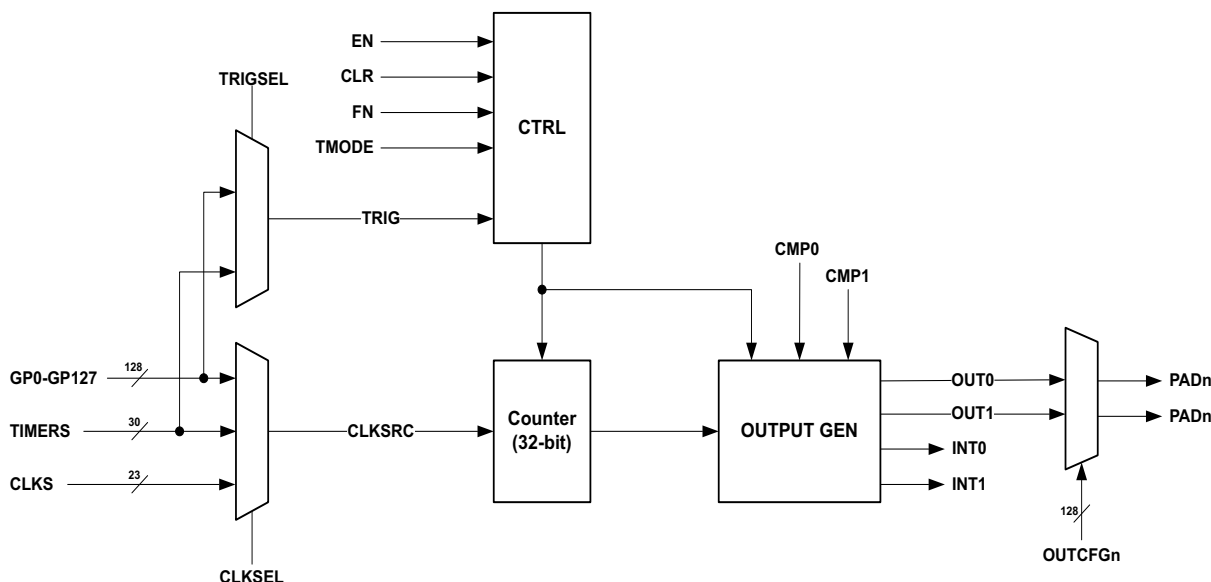 EN
CLR
FN
TMODE
CTRL
TRIGSEL
TRIG
CMP0
CMP1
GP0-GP127
128
TIMERS
30
CLKS
23
CLKSRC
CLKSEL
Counter
(32-bit)
OUTPUT GEN
OUT0
OUT1
INT0
INT1
PADn
PADn
128
OUTCFGn